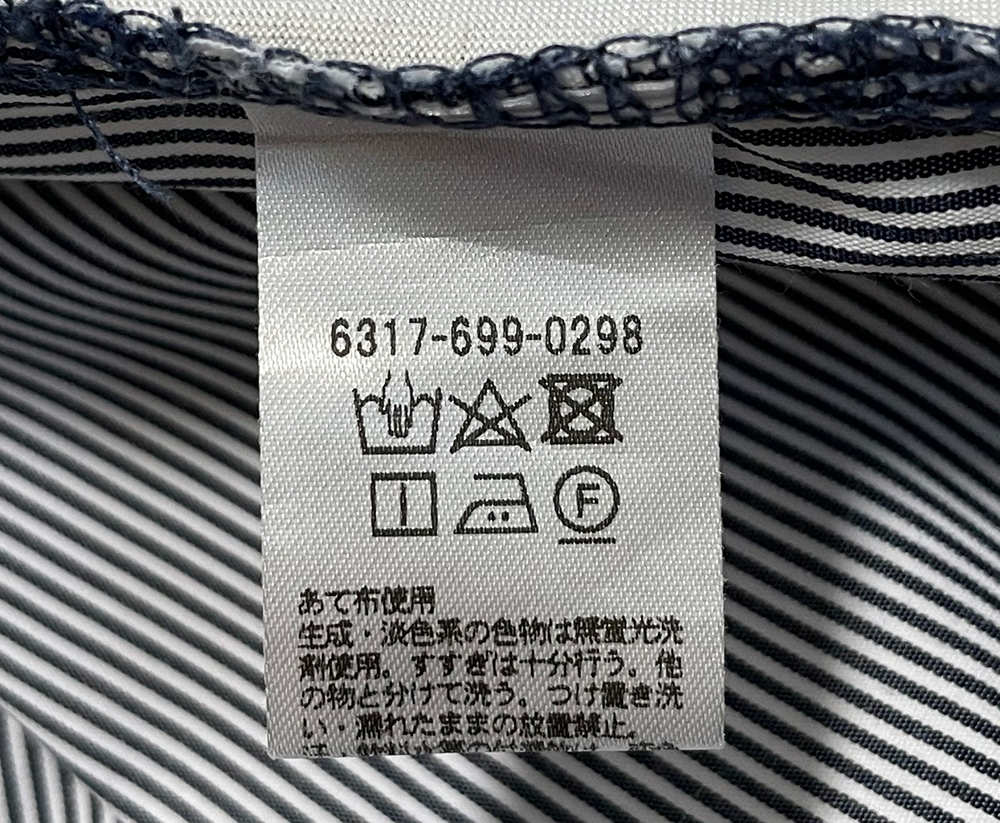 6317-699-0298
F
あて布使用
生成・淡色系の色物は無蛍光洗
剤使用。すすぎは十分行う。他
の物と分けて洗う。つけ置き洗
い・濡れたままの放置禁止。